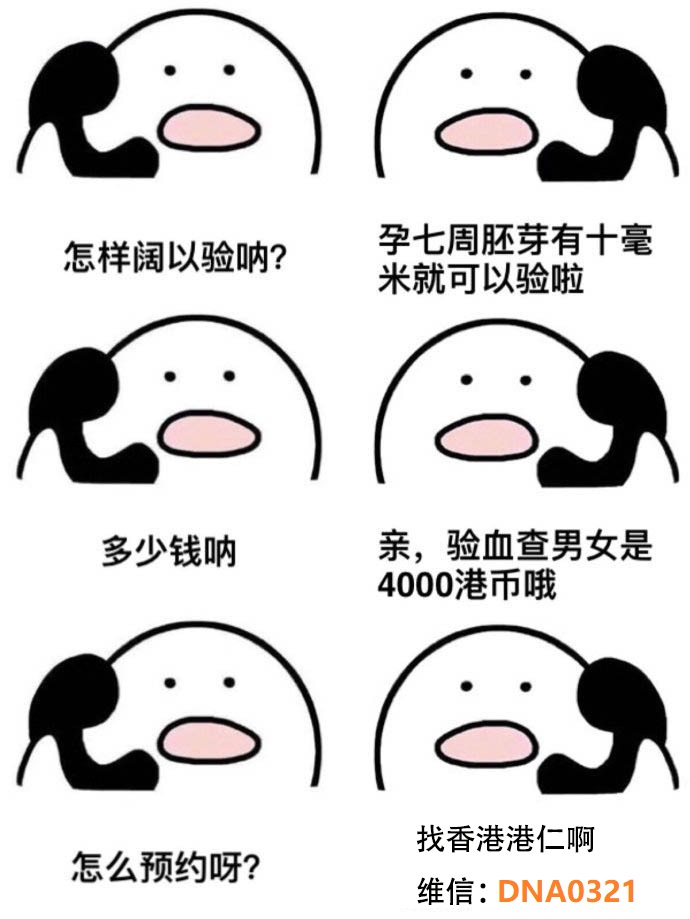 怎样阔以验呐?
孕七周胚芽有十毫
米就可以验啦
多少钱呐
亲，验血查男女是
4000港币哦
怎么预约呀?
找香港港仁啊
维信：DNA0321